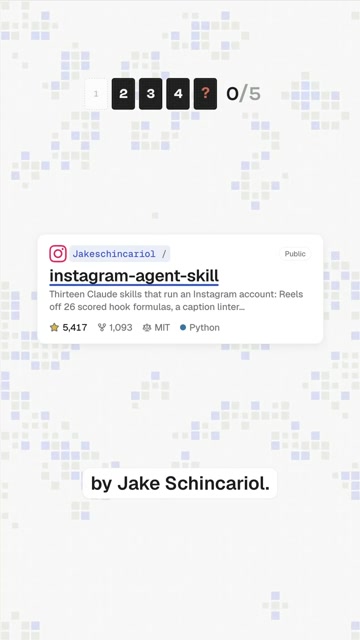 1 2 3 4 ? 0/5
Jakeschincariol / Public
instagram-agent-skill
Thirteen Claude skills that run an Instagram account: Reels
off 26 scored hook formulas, a caption linter...
5,417 1,093 MIT Python
by Jake Schincariol.